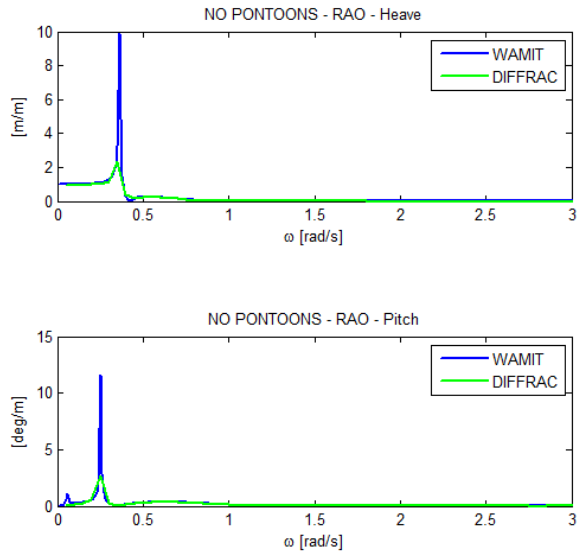 NO PONTOONS - RAO - Heave
10
8
6
4
2
0
[m/m]
WAMIT
DIFFRAC
0 0.5 1 1.5 2 2.5 3
ω [rad/s]
NO PONTOONS - RAO - Pitch
15
10
5
0
[deg/m]
WAMIT
DIFFRAC
0 0.5 1 1.5 2 2.5 3
ω [rad/s]